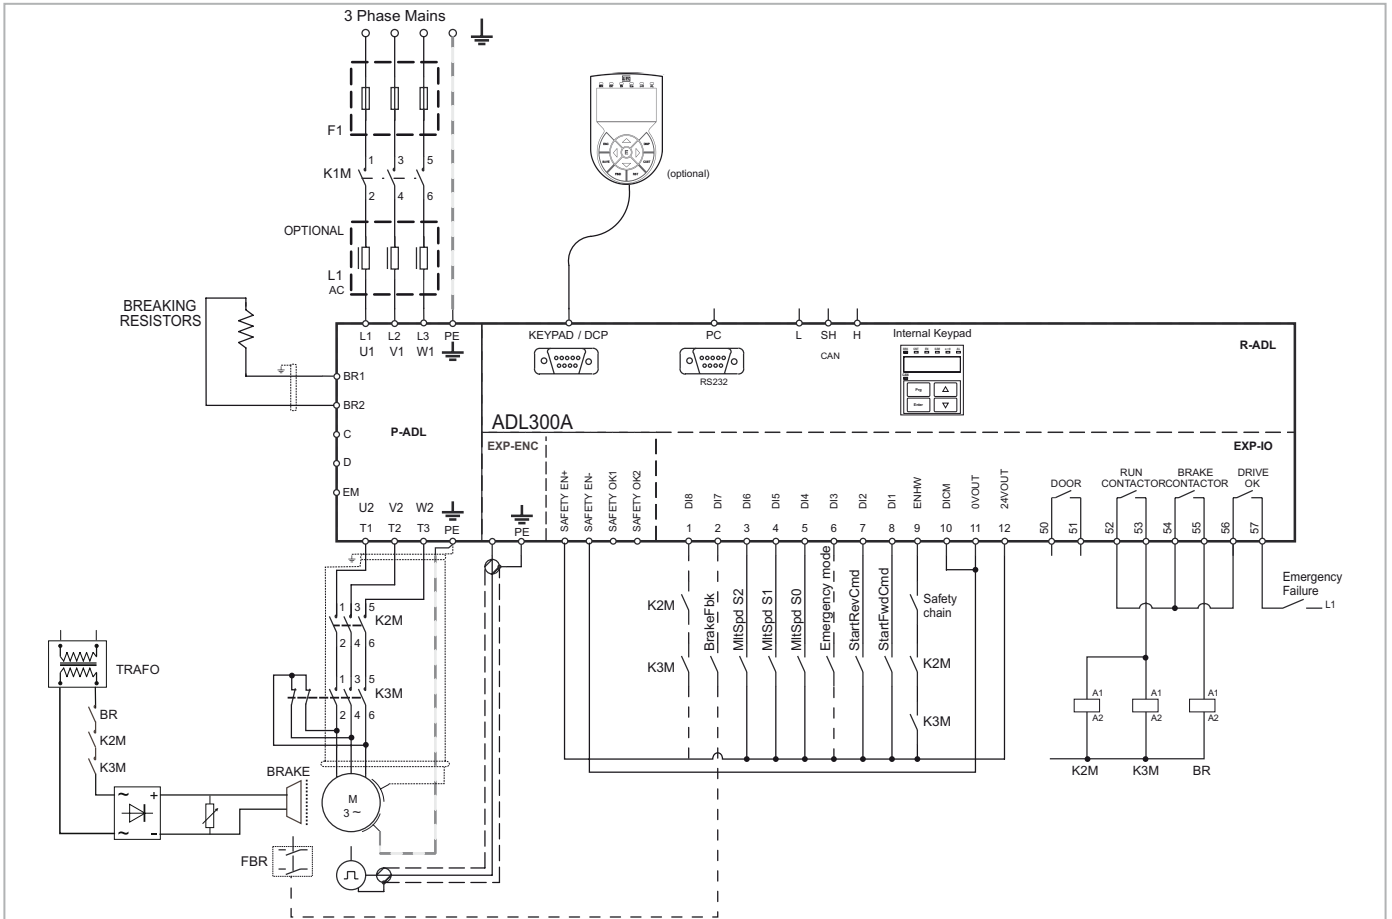 3 Phase Mains
F1
1 3 5
K1M
2 4 6
(optional)
OPTIONAL
L1
AC
BREAKING
RESISTORS
L1 L2 L3 PE
U1 V1 W1
KEYPAD / DCP
PC
RS232
L SH H
CAN
Internal Keypad
Prg
Enter
R-ADL
BR1
BR2
C
D
EM
P-ADL
ADL300A
EXP-ENC
EXP-IO
U2 V2 W2
T1 T2 T3 PE
PE
SAFETY EN+
SAFETY EN-
SAFETY OK1
SAFETY OK2
DI8
DI7
DI6
DI5
DI4
DI3
DI2
DI1
ENHW
DICM
0VOUT
24VOUT
1 2 3 4 5 6 7 8 9 10 11 12
DOOR
RUN
CONTACTOR
BRAKE
CONTACTOR
DRIVE
OK
50 51 52 53 54 55 56 57
Emergency
Failure
L1
K2M
K3M
BrakeFbk
MltSpd S2
MltSpd S1
MltSpd S0
Emergency mode
StartRevCmd
StartFwdCmd
Safety
chain
K2M
K3M
1 3 5
K2M
2 4 6
1 3 5
K3M
2 4 6
TRAFO
BR
K2M
K3M
~ +
~ -
BRAKE
M
3 ~
FBR
A1 A1 A1
A2 A2 A2
K2M K3M BR